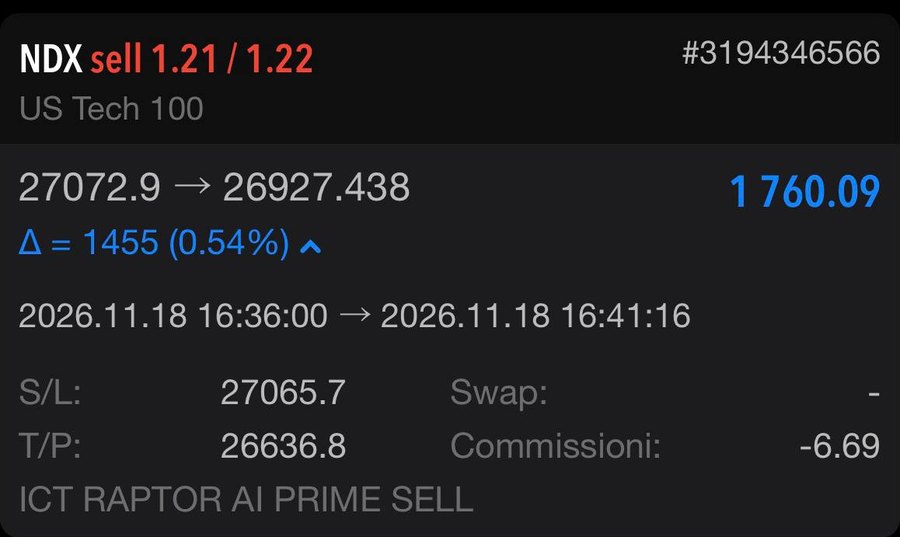 NDX sell 1.21 / 1.22 #3194346566
US Tech 100
27072.9 → 26927.438 1 760.09
Δ = 1455 (0.54%)
2026.11.18 16:36:00 → 2026.11.18 16:41:16
S/L: 27065.7 Swap: -
T/P: 26636.8 Commissioni: -6.69
ICT RAPTOR AI PRIME SELL